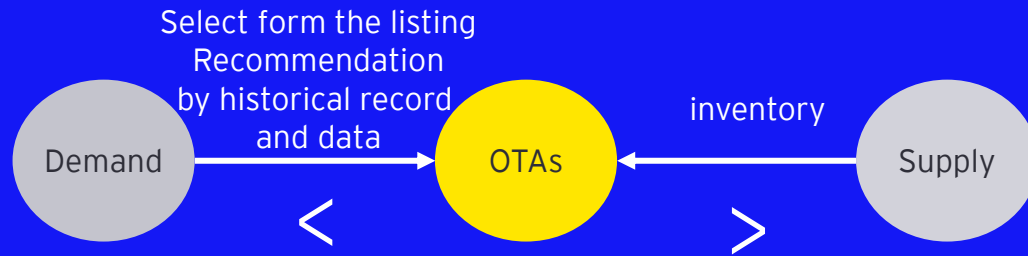 Select form the listing
Recommendation
by historical record
and data
inventory
Demand
OTAs
Supply
<
>